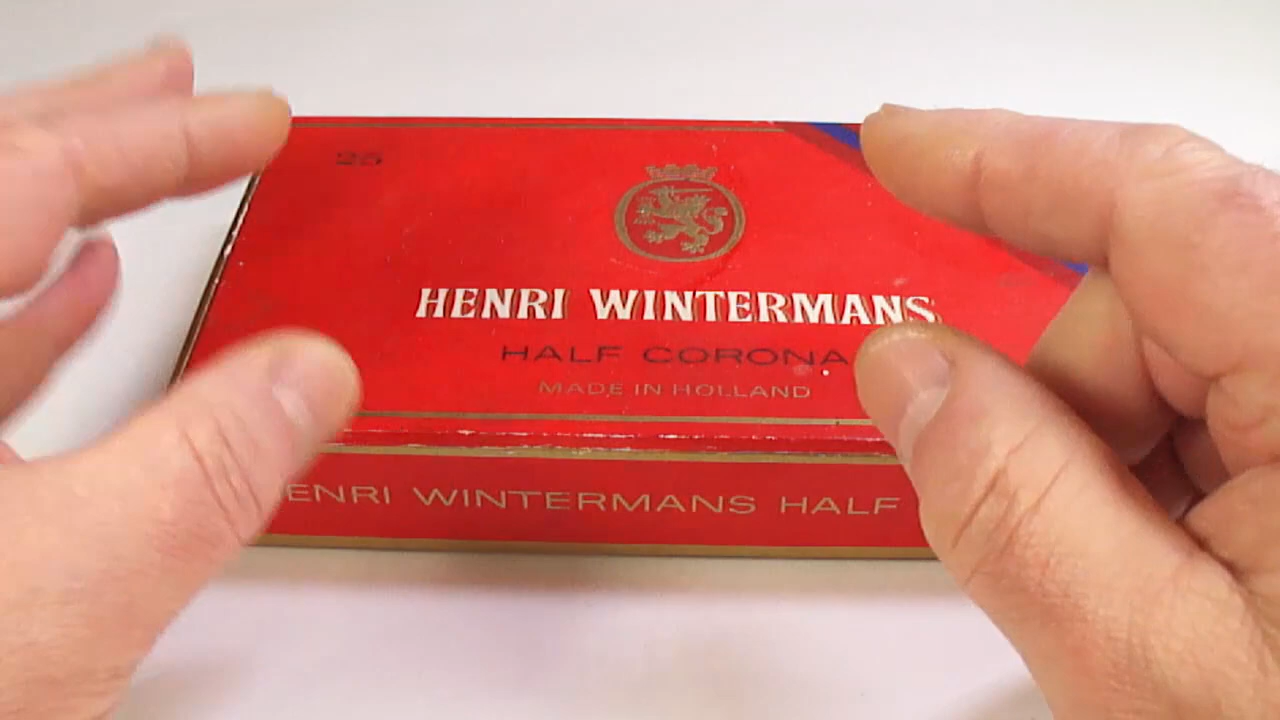 25
HENRI WINTERMANS
HALF CORONA
MADE IN HOLLAND
ENRI WINTERMANS HALF